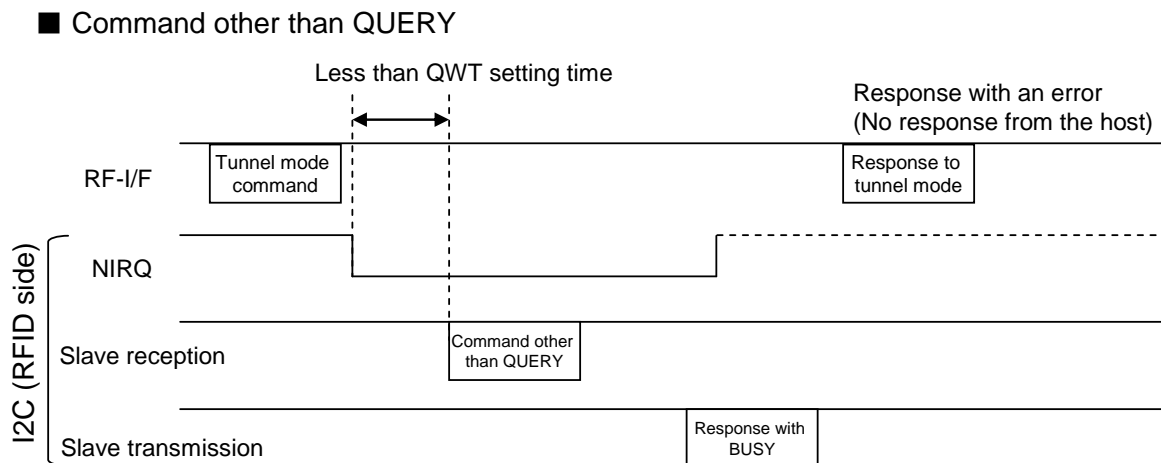 ■ Command other than QUERY
Less than QWT setting time
Response with an error
(No response from the host)
RF-I/F
Tunnel mode
command
Response to
tunnel mode
I2C (RFID side)
NIRQ
Slave reception
Command other
than QUERY
Slave transmission
Response with
BUSY